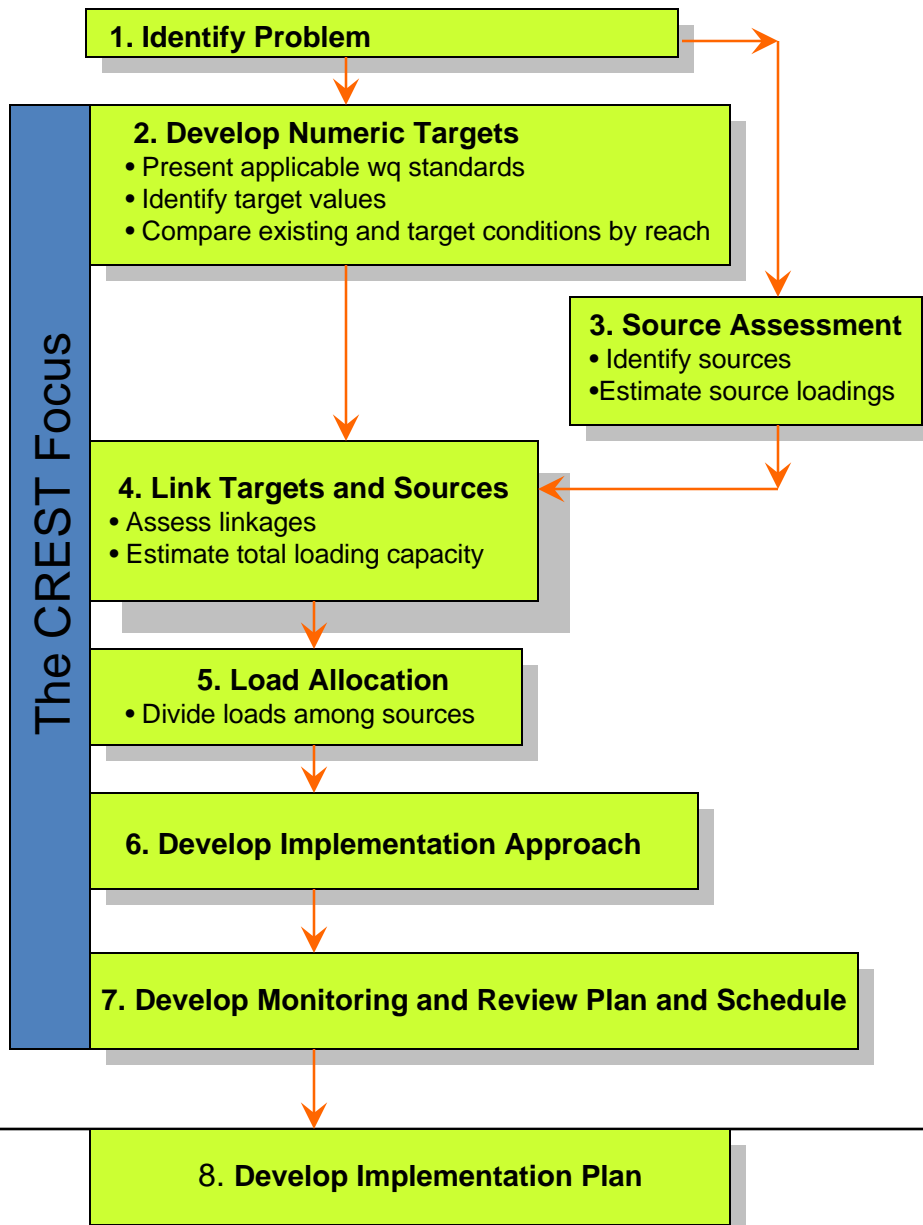 1. Identify Problem
2. Develop Numeric Targets
• Present applicable wq standards
• Identify target values
• Compare existing and target conditions by reach
3. Source Assessment
• Identify sources
•Estimate source loadings
The CREST Focus
4. Link Targets and Sources
• Assess linkages
• Estimate total loading capacity
5. Load Allocation
• Divide loads among sources
6. Develop Implementation Approach
7. Develop Monitoring and Review Plan and Schedule
8. Develop Implementation Plan